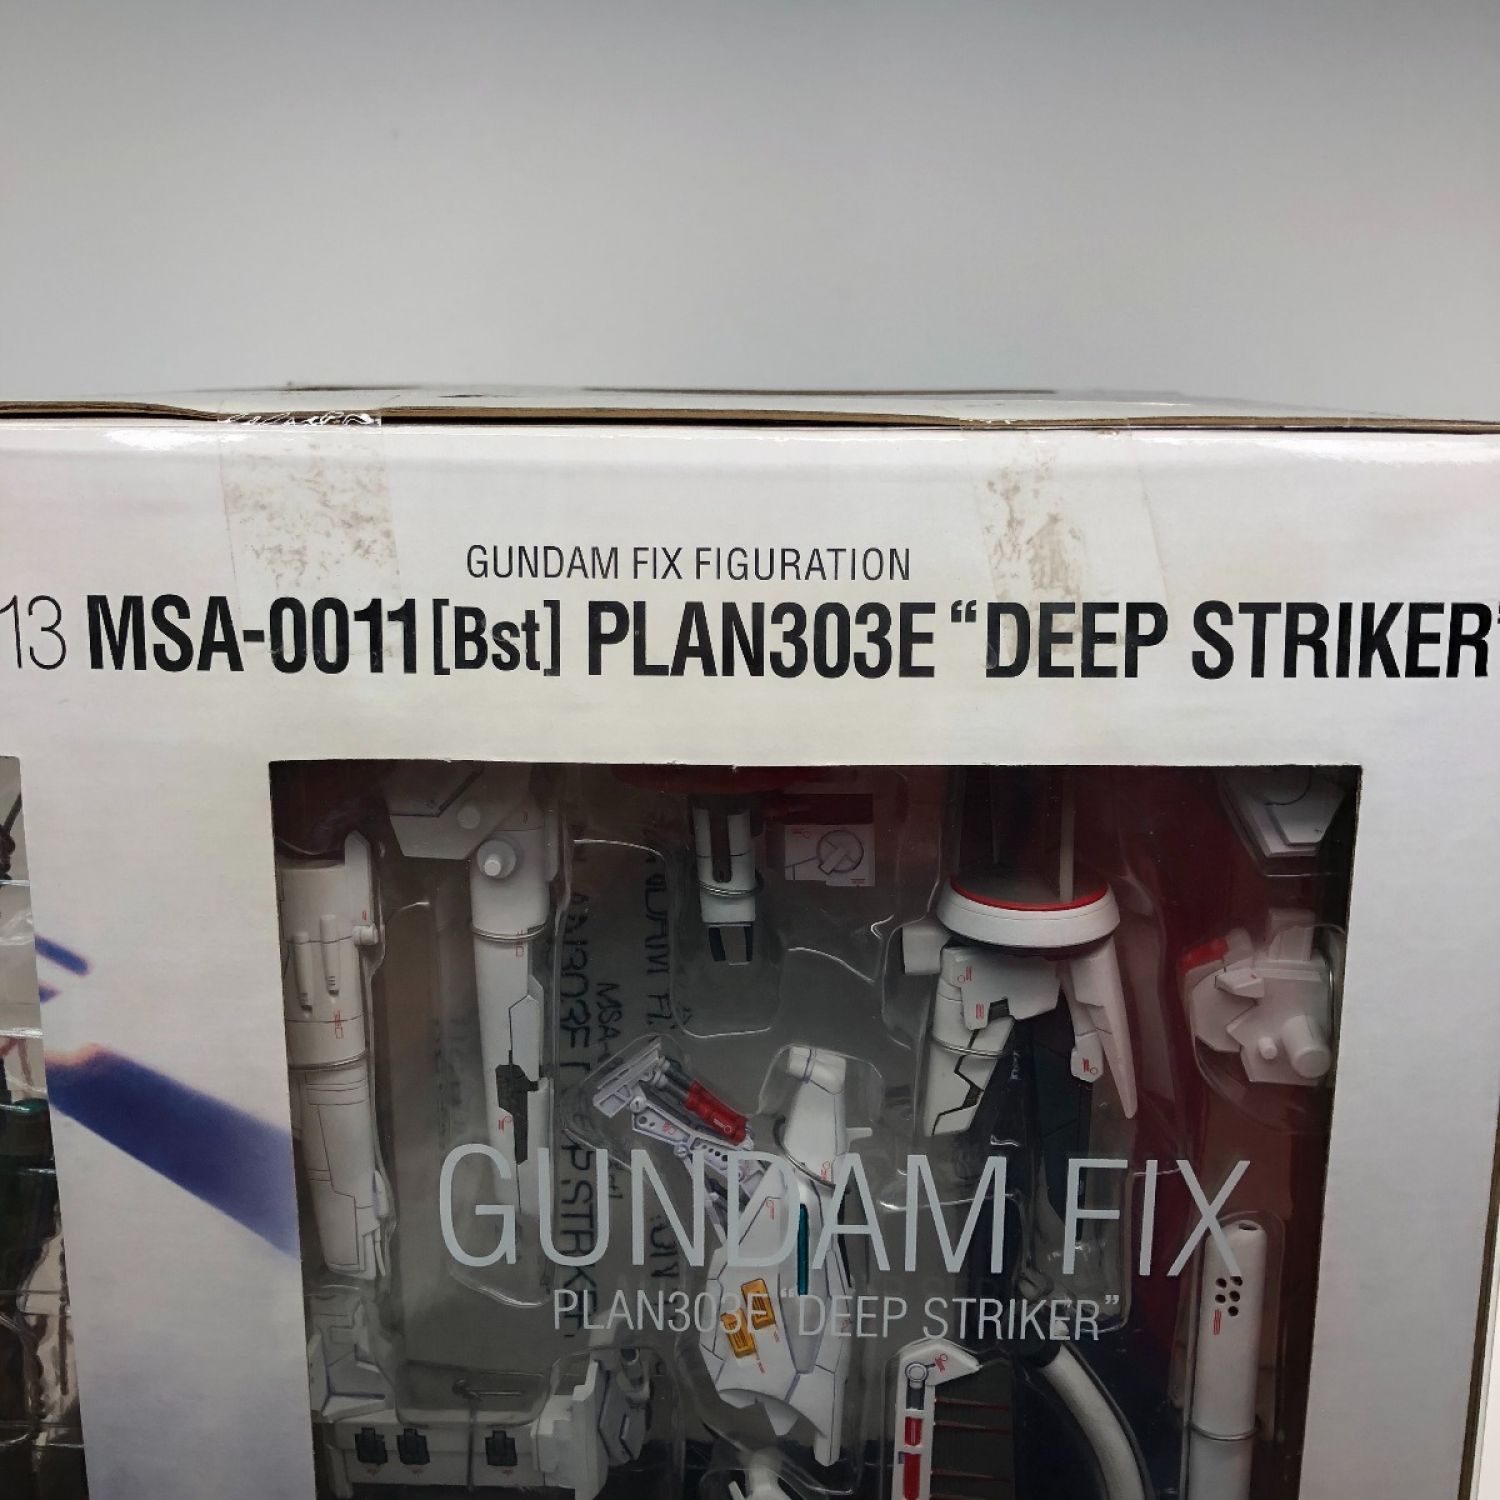 GUNDAM FIX FIGURATION
13 MSA-0011[Bst] PLAN303E “DEEP STRIKER”
GUNDAM FIX
PLAN303E “DEEP STRIKER”